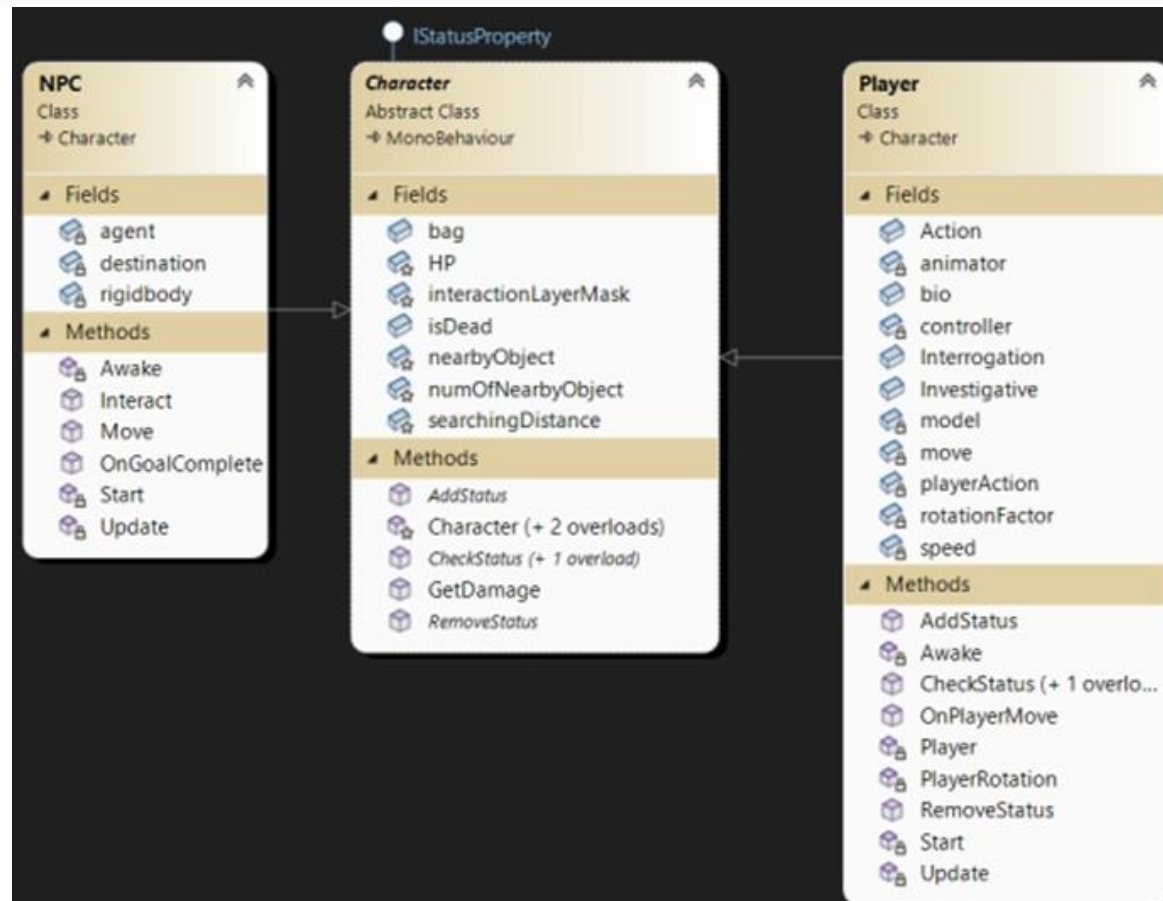 IStatusProperty
NPC
Class
Character
Fields
agent
destination
rigidbody
Methods
Awake
Interact
Move
OnGoalComplete
Start
Update
Character
Abstract Class
MonoBehaviour
Fields
bag
HP
interactionLayerMask
isDead
nearbyObject
numOfNearbyObject
searchingDistance
Methods
AddStatus
Character (+ 2 overloads)
CheckStatus (+ 1 overload)
GetDamage
RemoveStatus
Player
Class
Character
Fields
Action
animator
bio
controller
Interrogation
Investigative
model
move
playerAction
rotationFactor
speed
Methods
AddStatus
Awake
CheckStatus (+ 1 overlo...
OnPlayerMove
Player
PlayerRotation
RemoveStatus
Start
Update